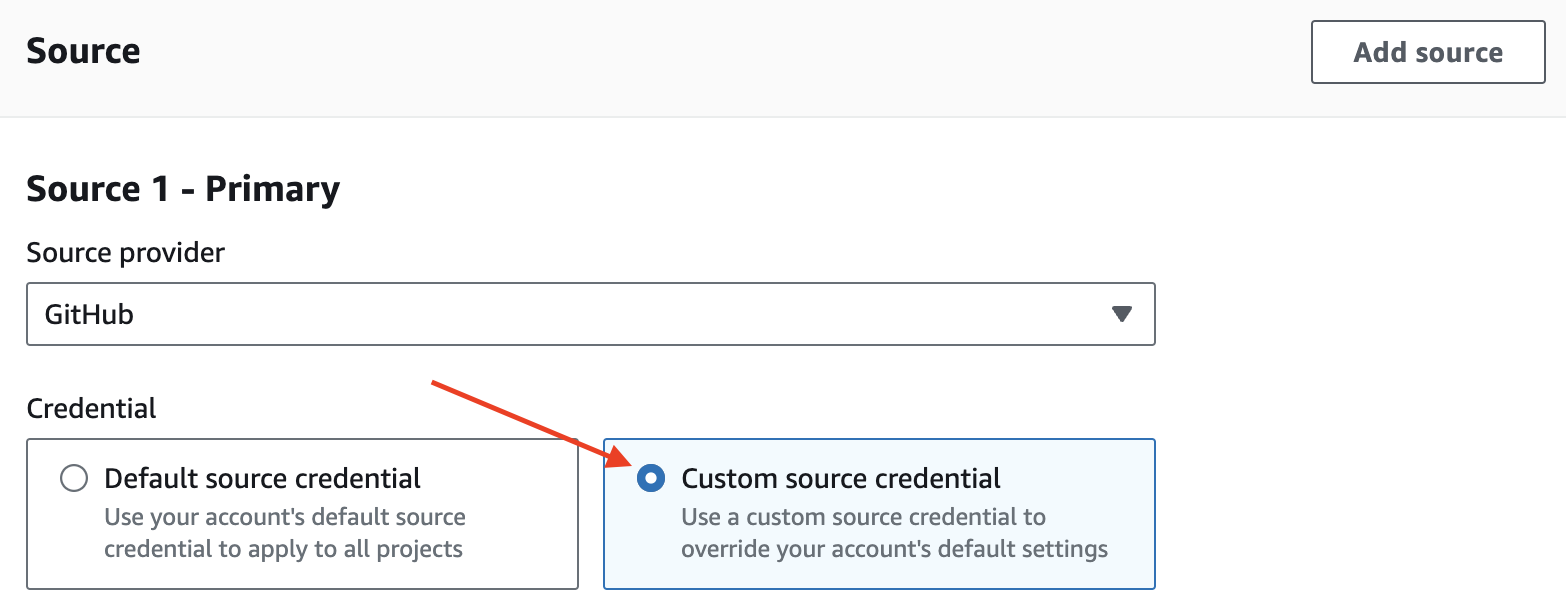 Source
Add source
Source 1 - Primary
Source provider
GitHub
Credential
Default source credential
Use your account's default source
credential to apply to all projects
Custom source credential
Use a custom source credential to
override your account's default settings